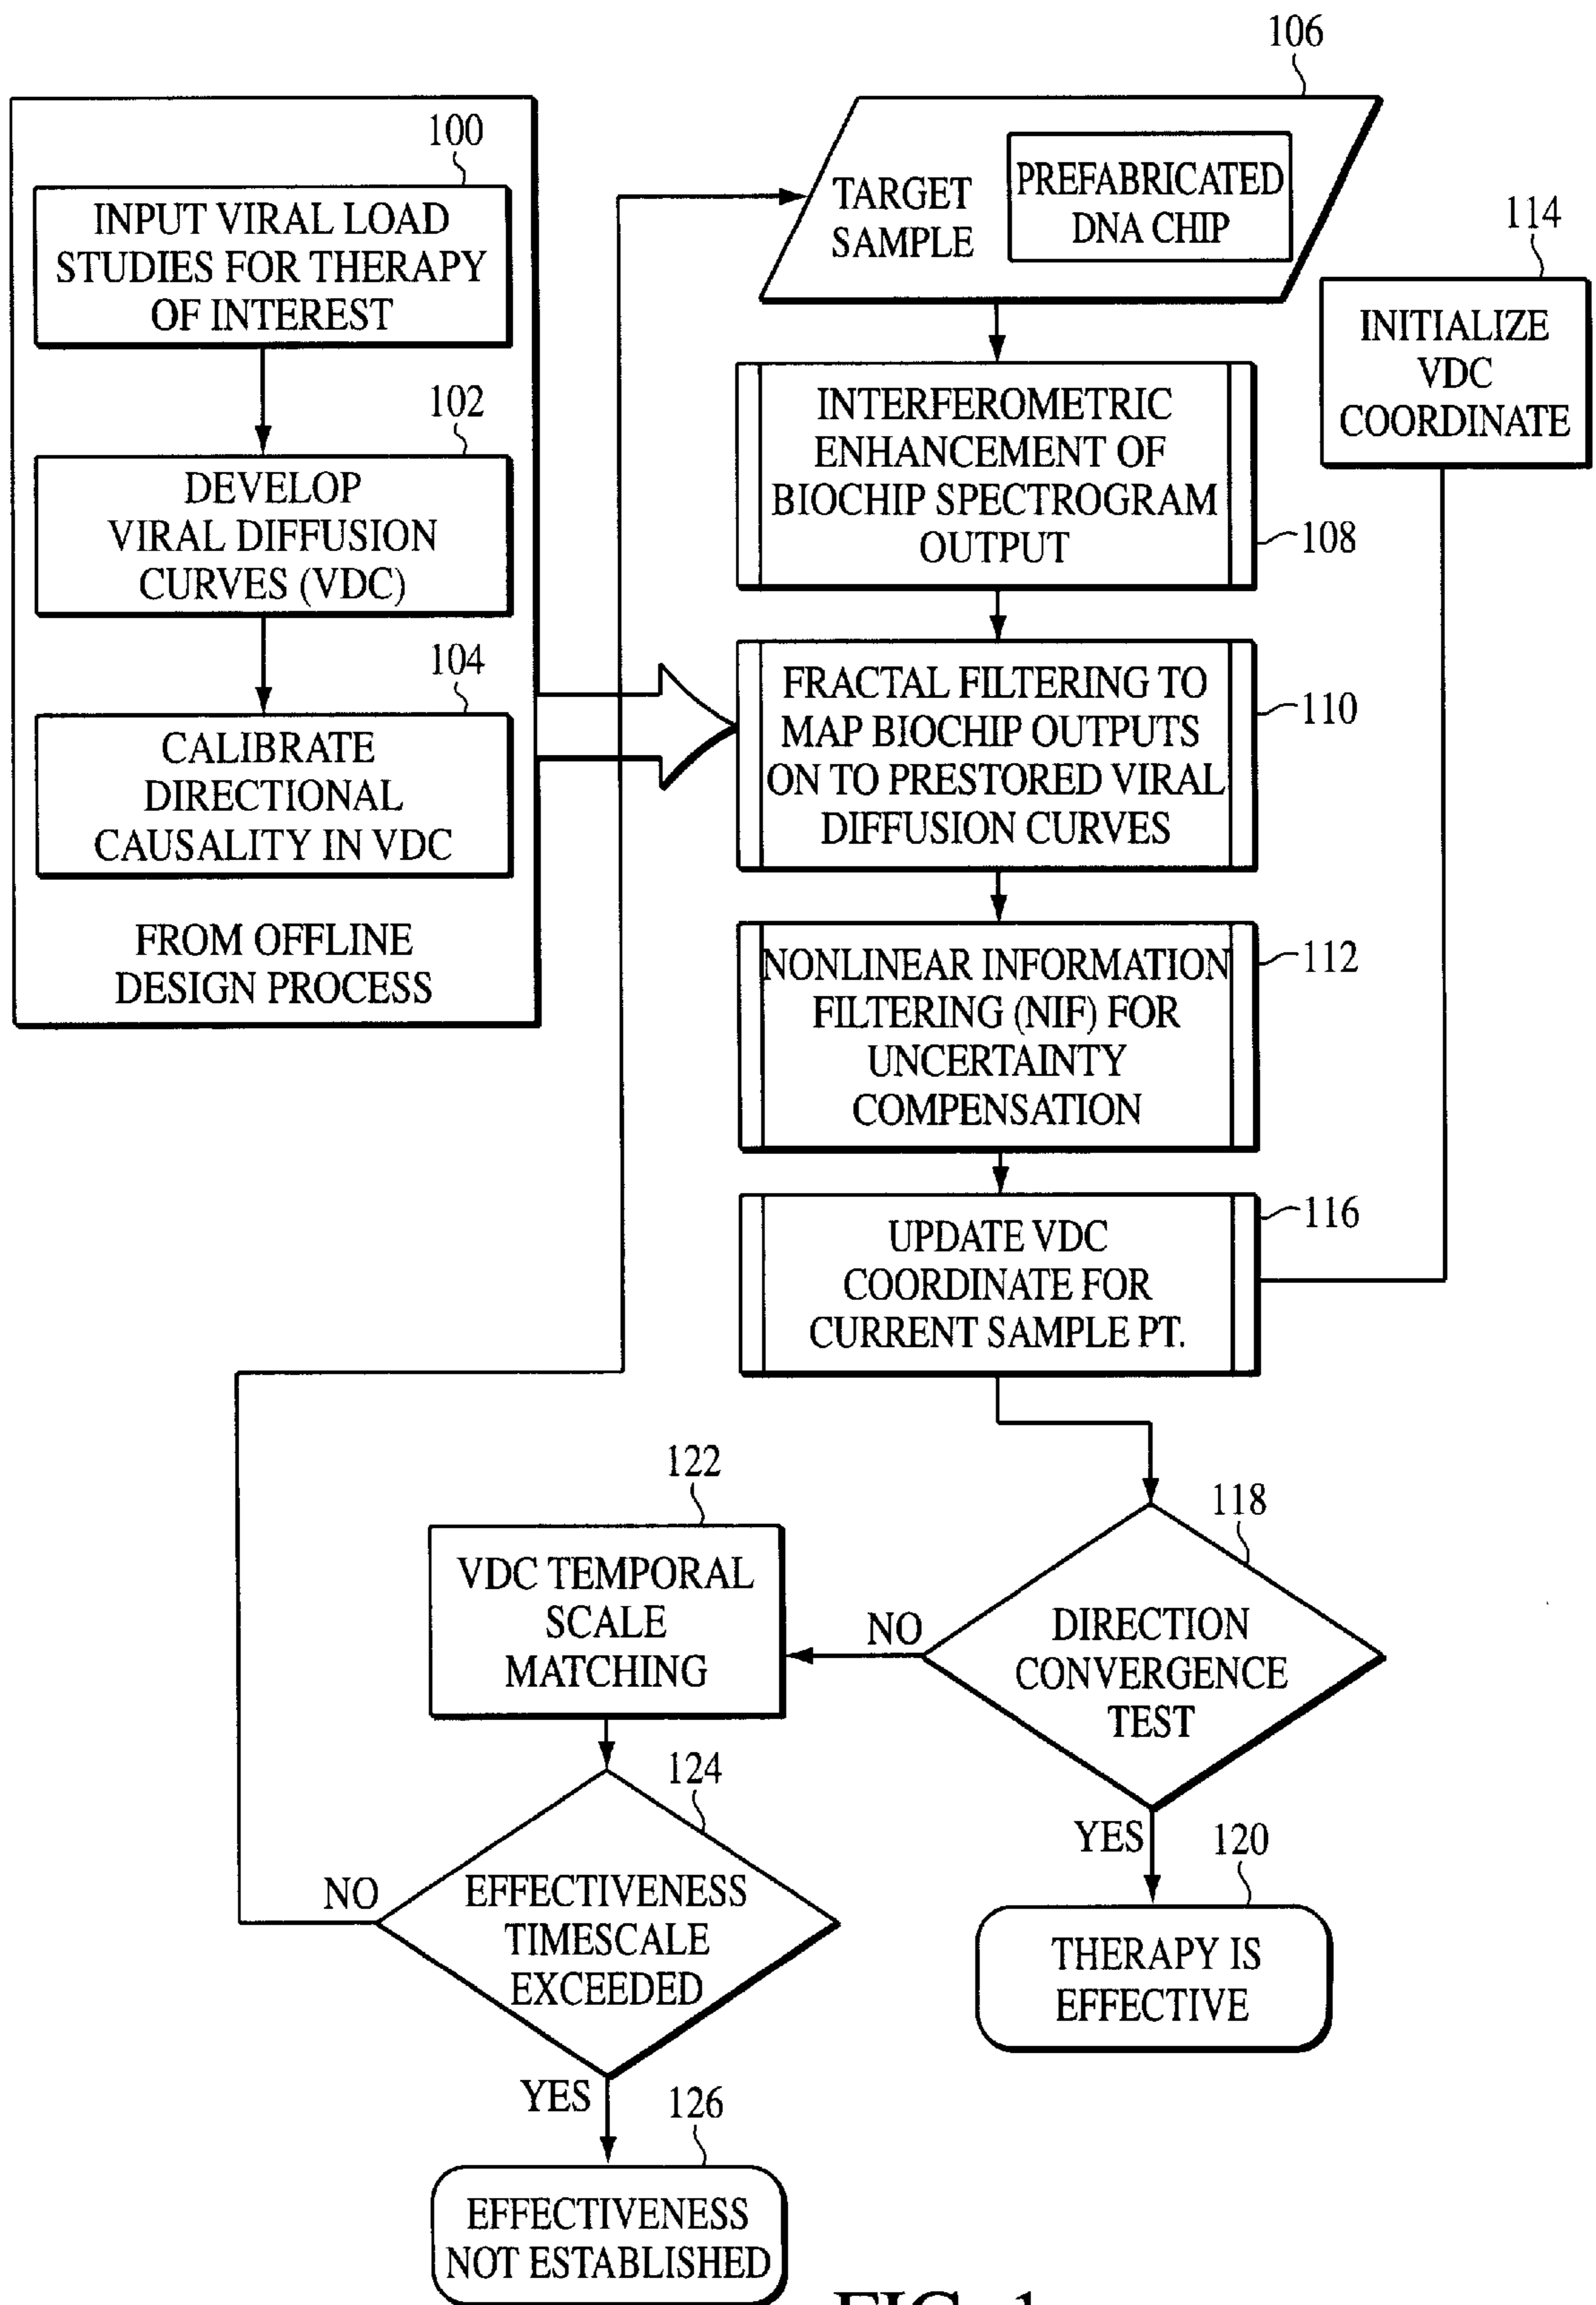 100
INPUT VIRAL LOAD
STUDIES FOR THERAPY
OF INTEREST
102
DEVELOP
VIRAL DIFFUSION
CURVES (VDC)
104
CALIBRATE
DIRECTIONAL
CAUSALITY IN VDC
FROM OFFLINE
DESIGN PROCESS
106
TARGET
SAMPLE
PREFABRICATED
DNA CHIP
114
INITIALIZE
VDC
COORDINATE
INTERFEROMETRIC
ENHANCEMENT OF
BIOCHIP SPECTROGRAM
OUTPUT
108
FRACTAL FILTERING TO
MAP BIOCHIP OUTPUTS
ON TO PRESTORED VIRAL
DIFFUSION CURVES
110
NONLINEAR INFORMATION
FILTERING (NIF) FOR
UNCERTAINTY
COMPENSATION
112
UPDATE VDC
COORDINATE FOR
CURRENT SAMPLE PT.
116
118
DIRECTION
CONVERGENCE
TEST
NO
YES
120
THERAPY IS
EFFECTIVE
122
VDC TEMPORAL
SCALE
MATCHING
124
EFFECTIVENESS
TIMESCALE
EXCEEDED
NO
YES
126
EFFECTIVENESS
NOT ESTABLISHED
FIG. 1